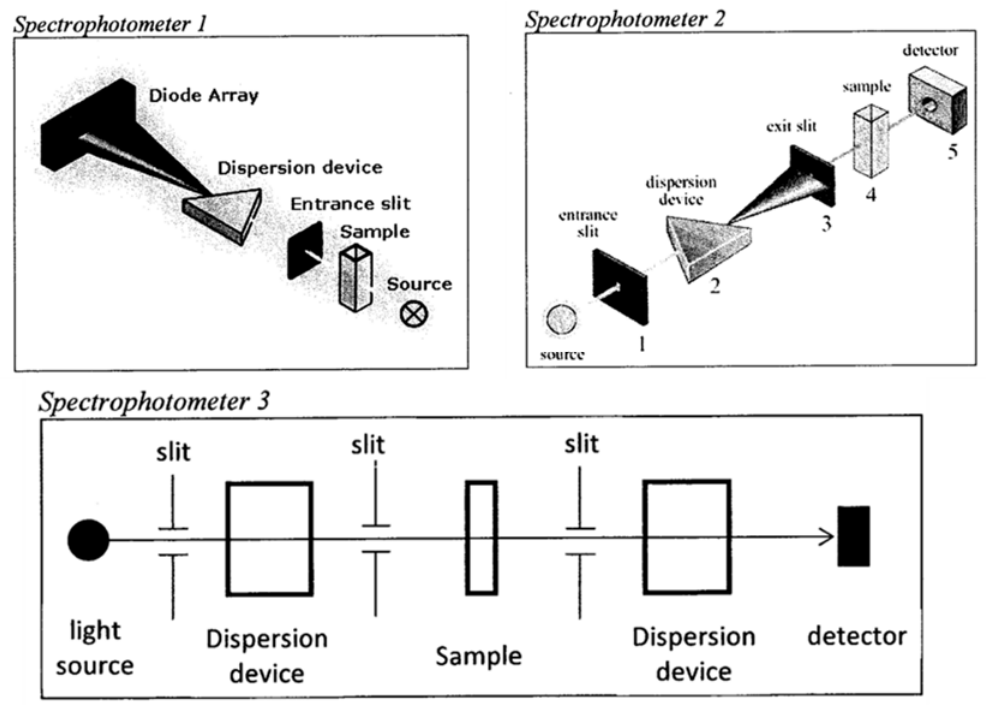 Spectrophotometer 1
Diode Array
Dispersion device
Entrance slit
Sample
Source
Spectrophotometer 2
detector
sample
exit slit
dispersion
device
entrance
slit
source
1
2
3
4
5
Spectrophotometer 3
slit
slit
slit
light
source
Dispersion
device
Sample
Dispersion
device
detector